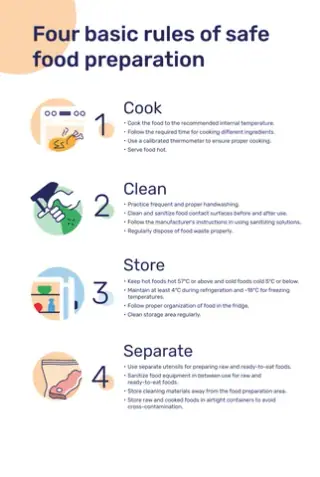 Four basic rules of safe
food preparation
1
Cook
• Cook the food to the recommended internal temperature.
• Follow the required time for cooking different ingredients.
• Use a calibrated thermometer to ensure proper cooking.
• Serve food hot.
2
Clean
• Practice frequent and proper handwashing.
• Clean and sanitize food contact surfaces before and after use.
• Follow the manufacturer's instructions in using sanitizing solutions.
• Regularly dispose of food waste properly.
3
Store
• Keep hot foods hot 57°C or above and cold foods cold 5°C or below.
• Maintain at least 4°C during refrigeration and -18°C for freezing
temperatures.
• Follow proper organization of food in the fridge.
• Clean storage area regularly.
4
Separate
• Use separate utensils for preparing raw and ready-to-eat foods.
• Sanitize food equipment in between use for raw and
ready-to-eat foods.
• Store cleaning materials away from the food preparation area.
• Store raw and cooked foods in airtight containers to avoid
cross-contamination.